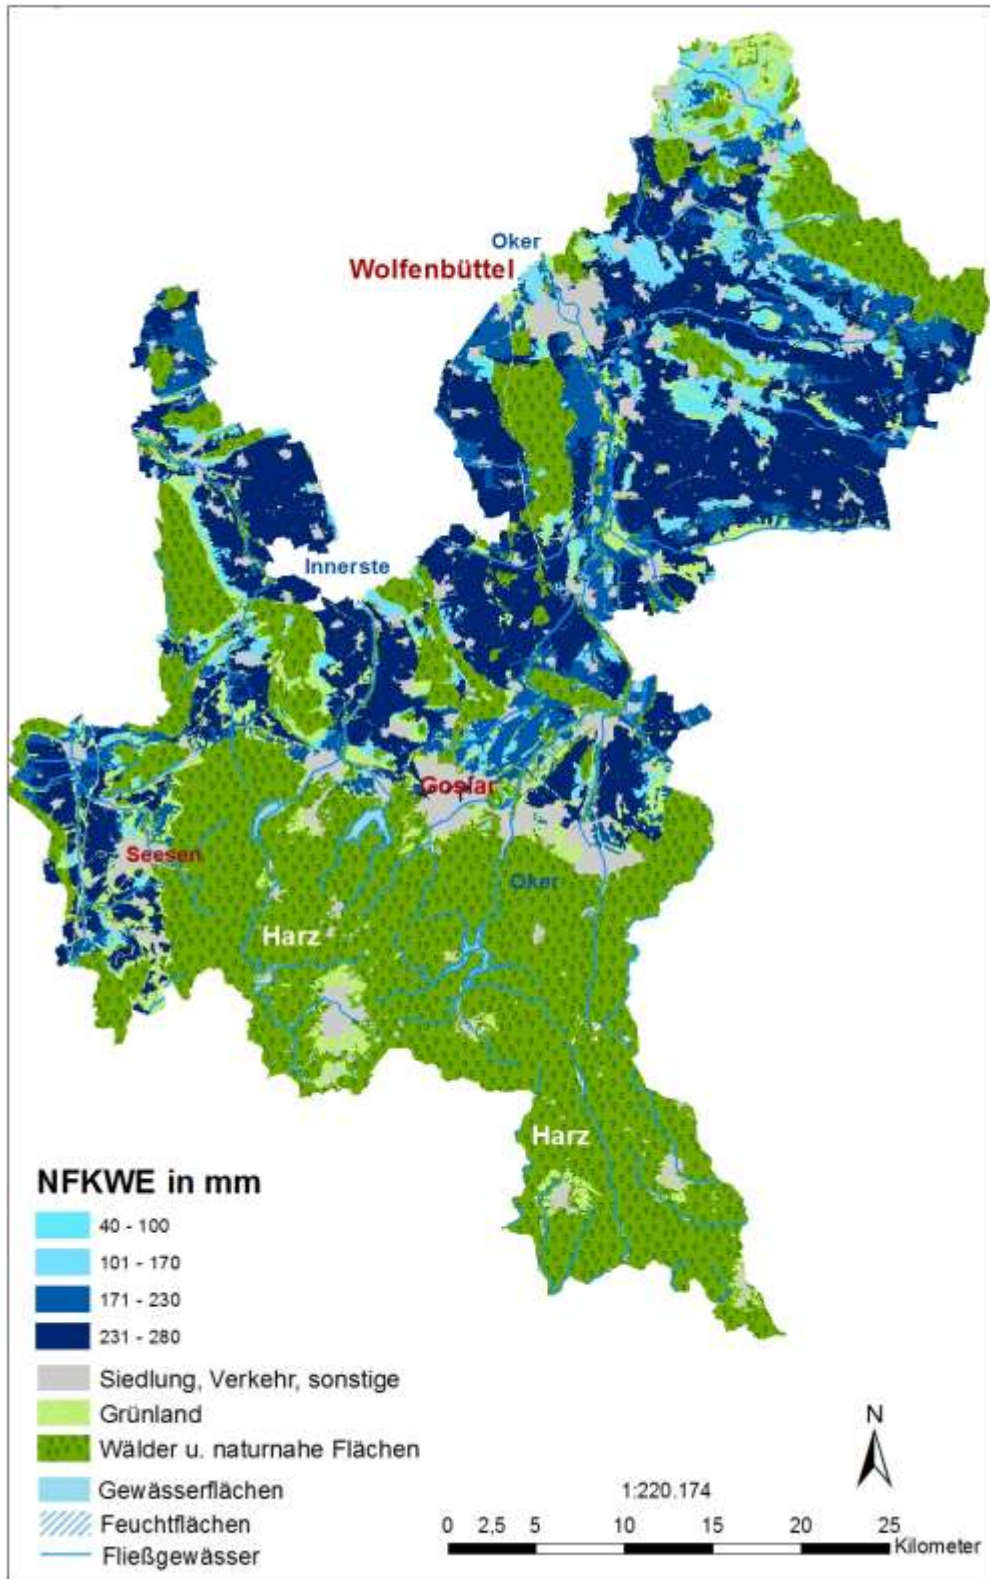 Oker
Wolfenbüttel
Innerste
Goslar
Seesen
Oker
Harz
Harz
NFKWE in mm
40 - 100
101 - 170
171 - 230
231 - 280
Siedlung, Verkehr, sonstige
Grünland
Wälder u. naturnahe Flächen
Gewässerflächen
Feuchtflächen
Fließgewässer
N
1:220.174
0 2,5 5 10 15 20 25
Kilometer